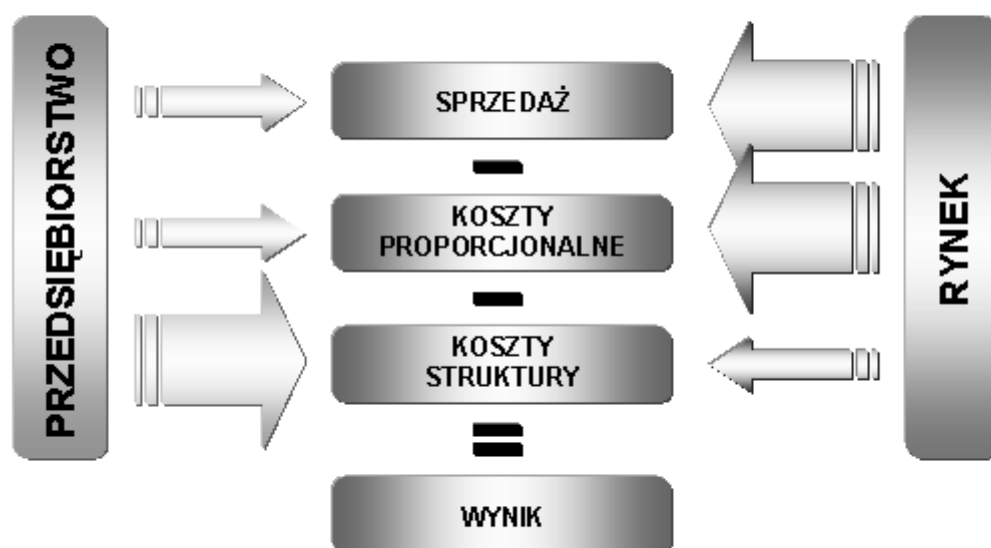 PRZEDSIĘBIORSTWO
SPRZEDAŻ
KOSZTY
PROPORCJONALNE
KOSZTY
STRUKTURY
WYNIK
RYNEK